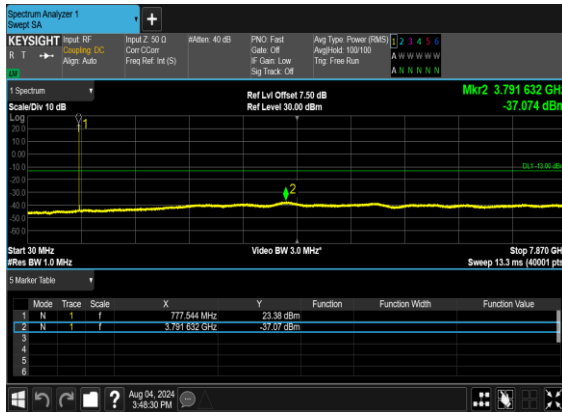 Spectrum Analyzer 1
Swept SA
+
KEYSIGHT Input: RF Input Z: 50 Ω #Atten: 40 dB PNO: Fast Avg Type: Power (RMS) 1 2 3 4 5 6
R T Coupling: DC Corr CCorr Gate: Off Avg|Hold: 100/100 A W W W W W
Align: Auto Freq Ref: Int (S) IF Gain: Low Trig: Free Run
Sig Track: Off A N N N N N
1 Spectrum
Ref Lvl Offset 7.50 dB Mkr2 3.791 632 GHz
Scale/Div 10 dB Ref Level 30.00 dBm -37.074 dBm
Log
20.0
10.0
0.00
-10.0
-20.0
-30.0
-40.0
-50.0
-60.0
1
DL1 -13.00 dBm
2
Start 30 MHz Video BW 3.0 MHz* Stop 7.870 GH
#Res BW 1.0 MHz Sweep 13.3 ms (40001 pts
5 Marker Table
Mode Trace Scale X Y Function Function Width Function Value
1 N 1 f 777.544 MHz 23.38 dBm
2 N 1 f 3.791 632 MHz -37.07 dBm
3
4
5
6
? Aug 04, 2024
3:48:30 PM